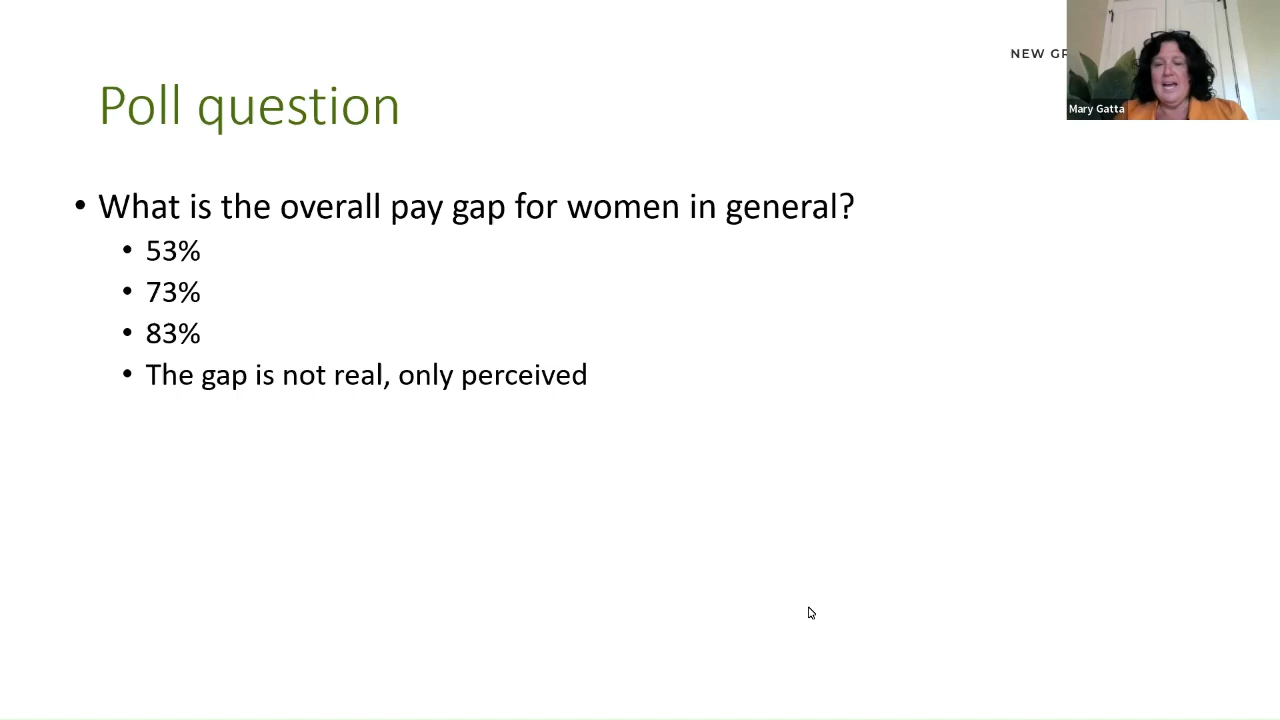 NEW GR
Mary Gatta
Poll question
• What is the overall pay gap for women in general?
• 53%
• 73%
• 83%
• The gap is not real, only perceived